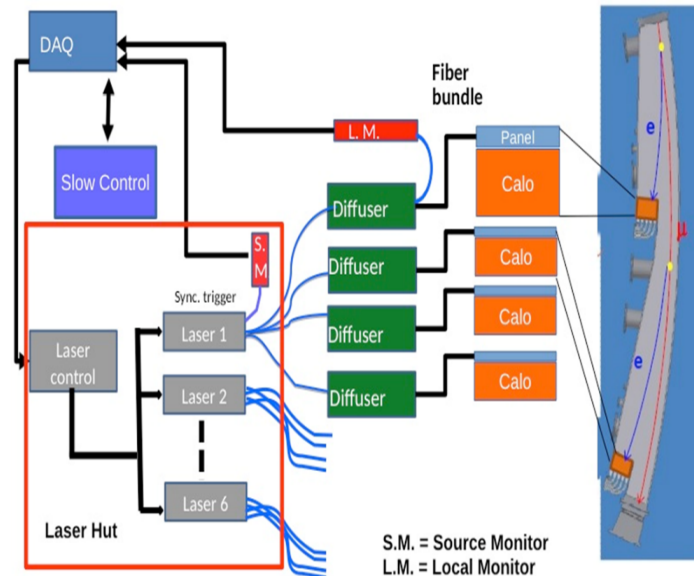 DAQ
Fiber
bundle
L. M.
Panel
e
Slow Control
Calo
Diffuser
μ
S.
M
Diffuser
Calo
Sync. trigger
Laser 1
Calo
Diffuser
Laser
control
e
Laser 2
Diffuser
Calo
Laser 6
Laser Hut
S.M. = Source Monitor
L.M. = Local Monitor